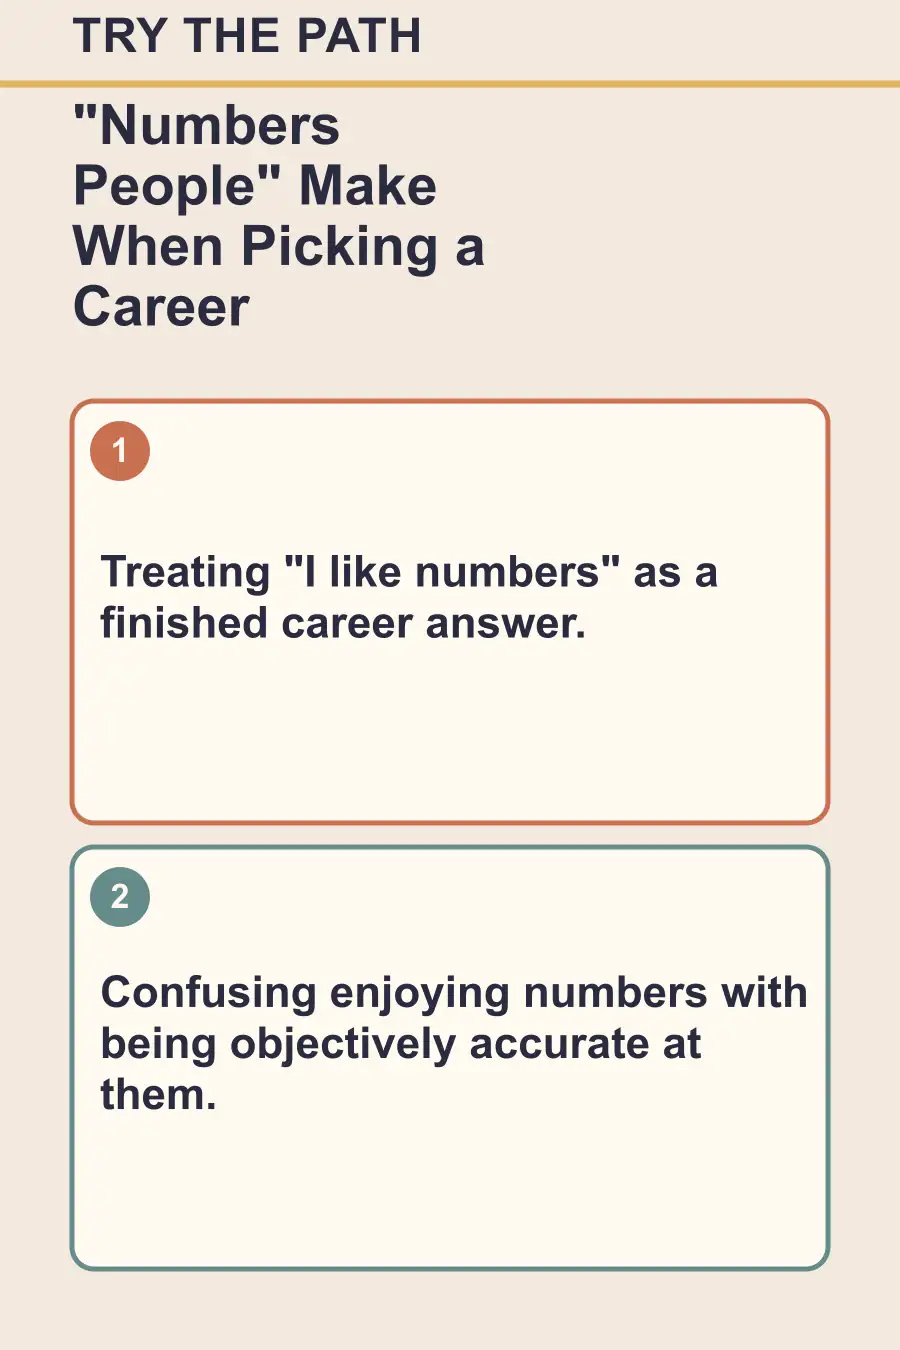 TRY THE PATH
"Numbers
People" Make
When Picking a
Career
1
Treating "I like numbers" as a
finished career answer.
2
Confusing enjoying numbers with
being objectively accurate at
them.